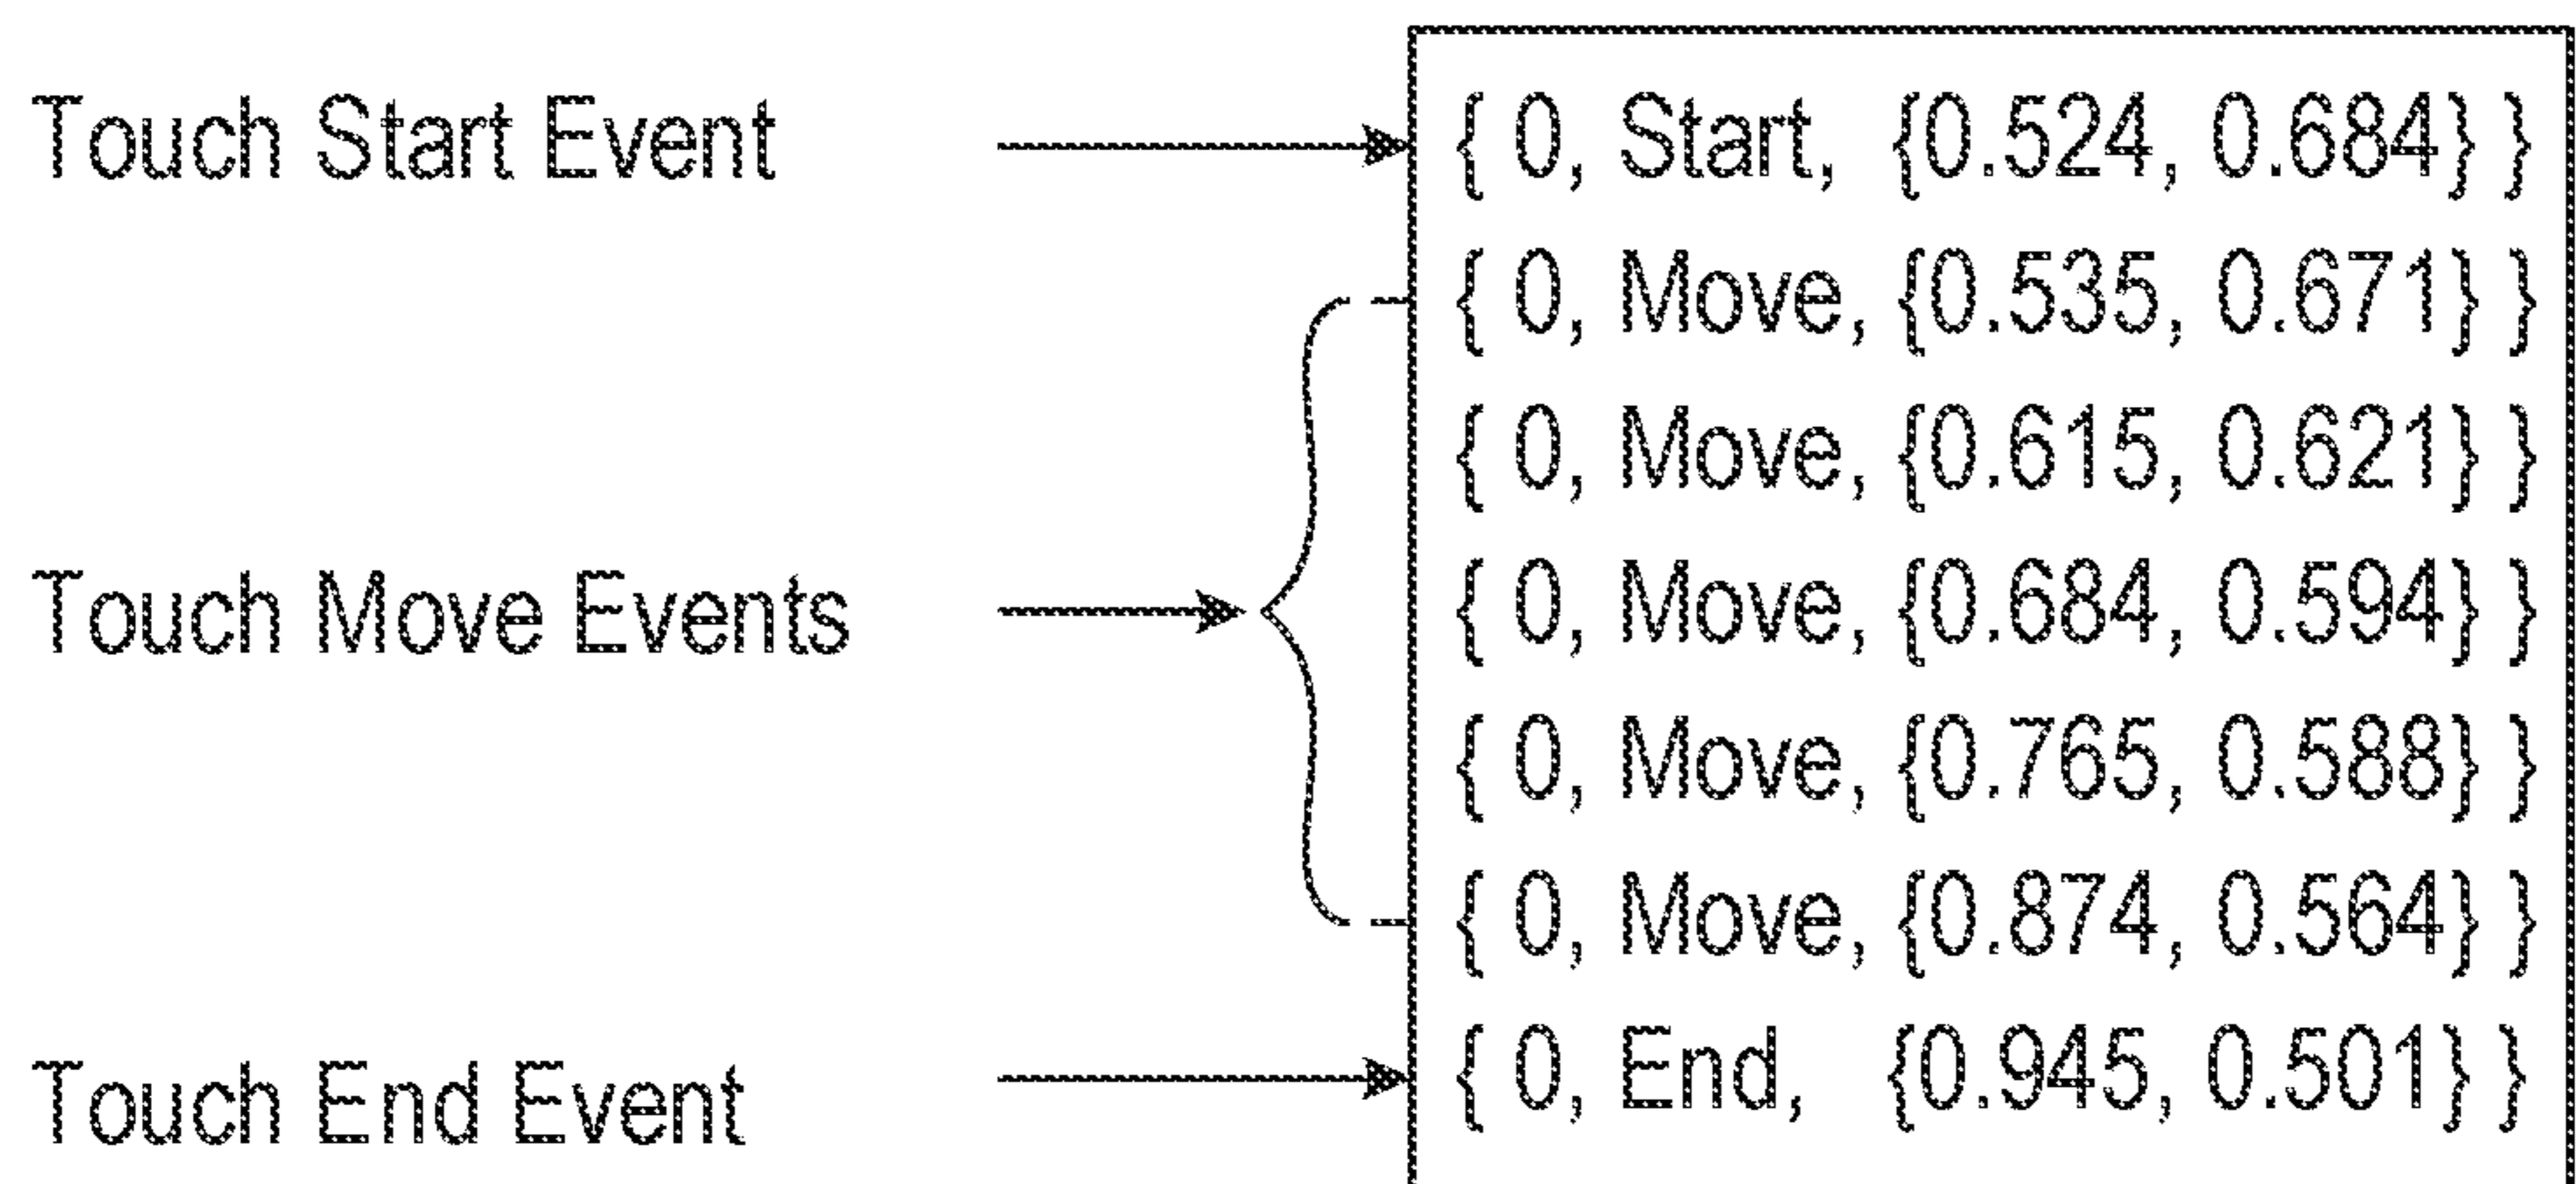 Touch Start Event { 0, Start, {0.524, 0.684} }
{ 0, Move, {0.535, 0.671} }
{ 0, Move, {0.615, 0.621} }
Touch Move Events { 0, Move, {0.684, 0.594} }
{ 0, Move, {0.765, 0.588} }
{ 0, Move, {0.874, 0.564} }
Touch End Event { 0, End, {0.945, 0.501} }